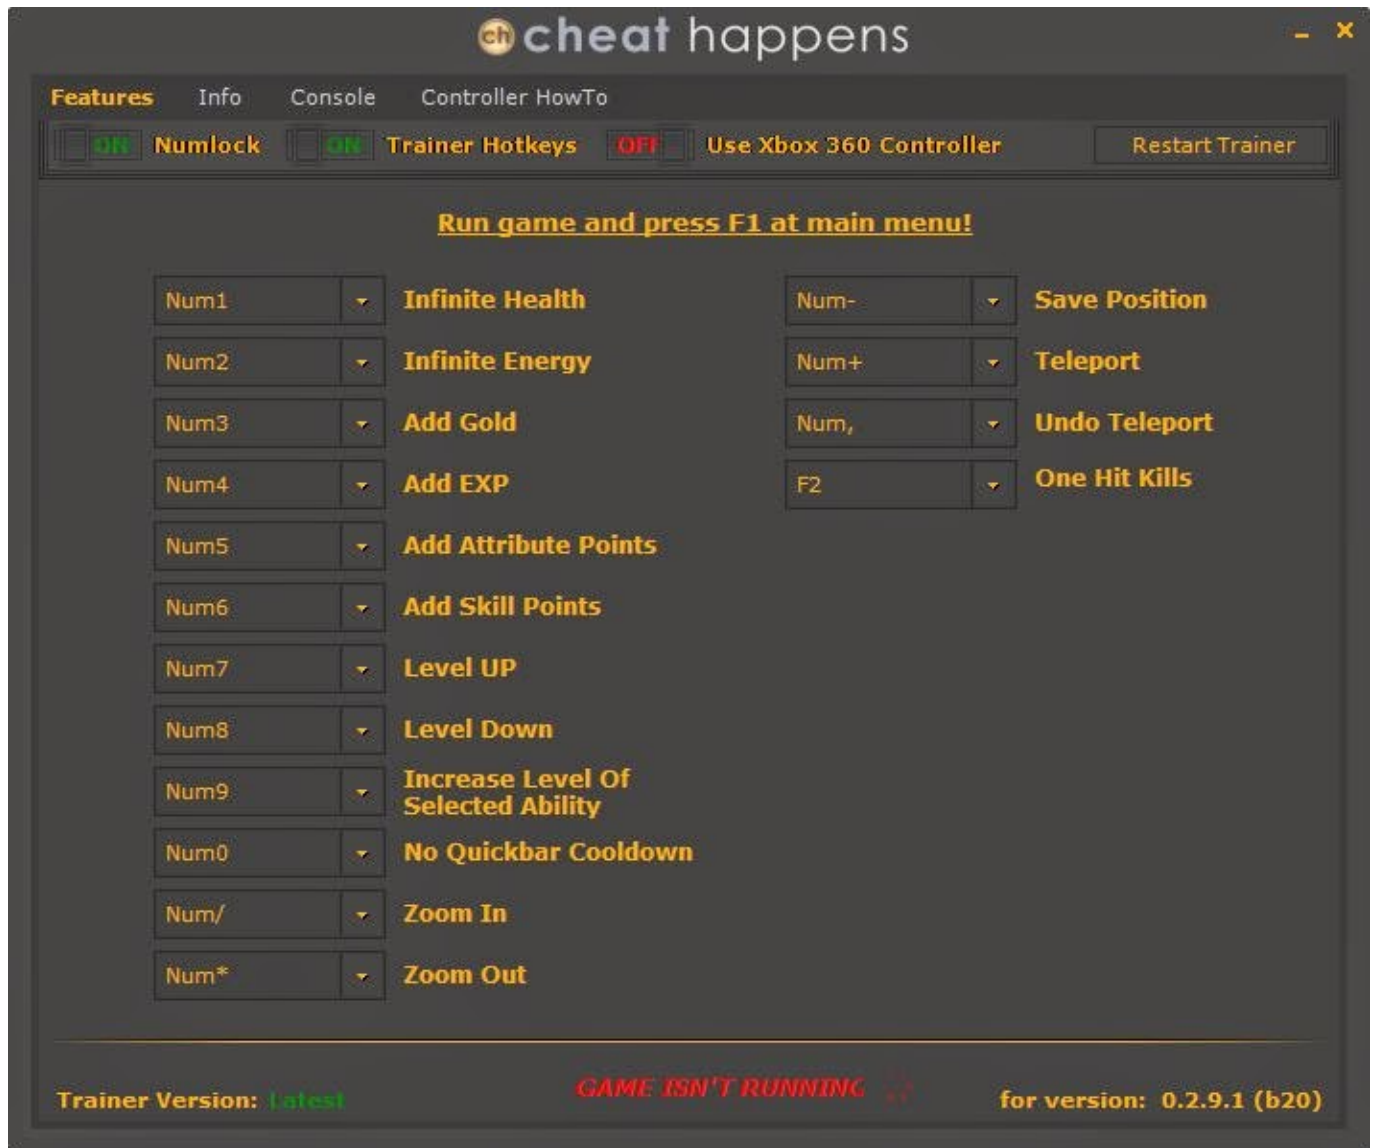 ch cheat happens
Features Info Console Controller HowTo
ON Numlock ON Trainer Hotkeys OFF Use Xbox 360 Controller Restart Trainer
Run game and press F1 at main menu!
Num1 Infinite Health Num- Save Position
Num2 Infinite Energy Num+ Teleport
Num3 Add Gold Num, Undo Teleport
Num4 Add EXP F2 One Hit Kills
Num5 Add Attribute Points
Num6 Add Skill Points
Num7 Level UP
Num8 Level Down
Num9 Increase Level Of
Selected Ability
Num0 No Quickbar Cooldown
Num/ Zoom In
Num* Zoom Out
GAME ISN'T RUNNING
Trainer Version: Latest for version: 0.2.9.1 (b20)